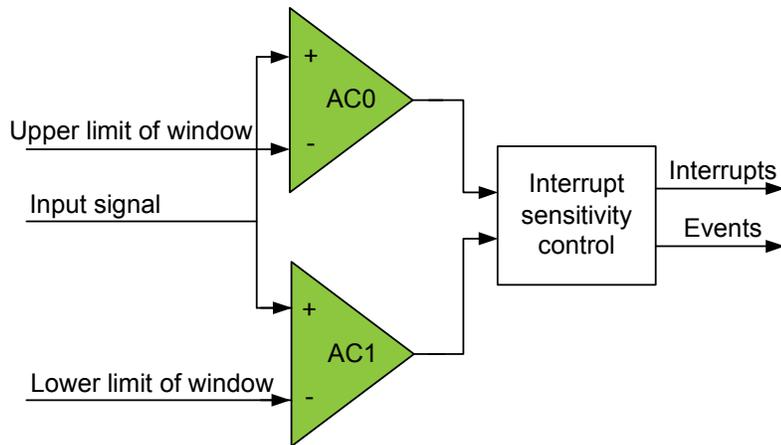 +
AC0
Upper limit of window
-
Input signal
Interrupt
sensitivity
control
Interrupts
Events
+
AC1
Lower limit of window
-